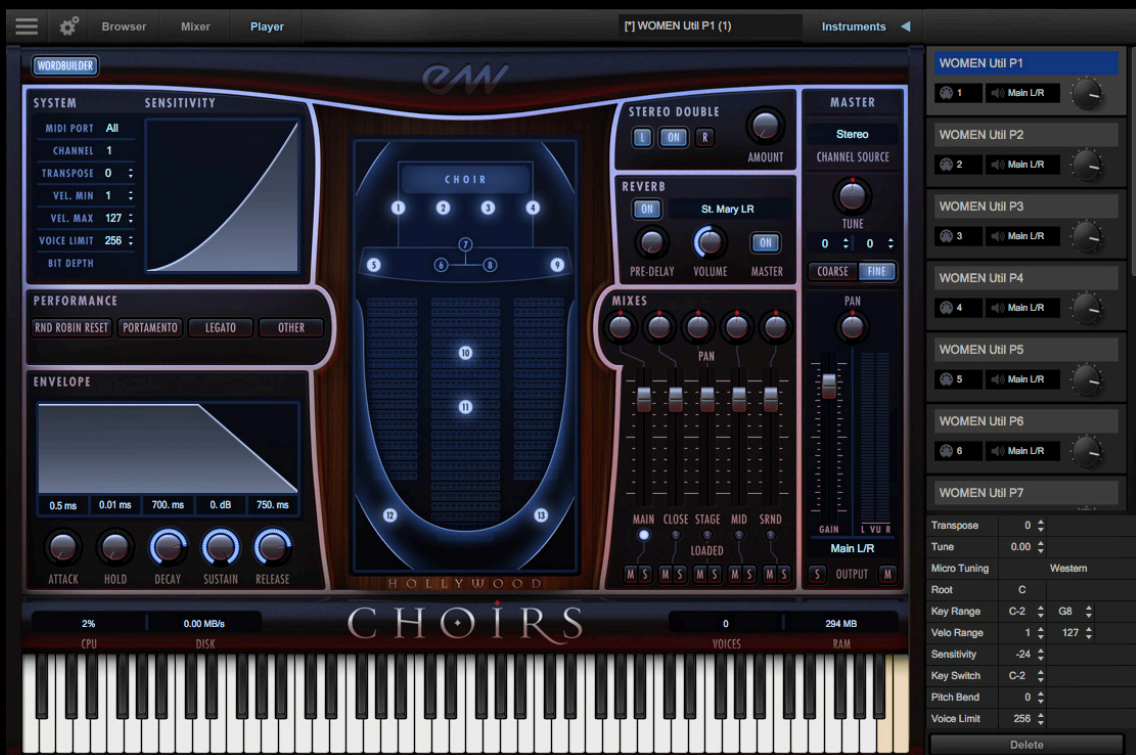 Browser Mixer Player [*] WOMEN Util P1 (1) Instruments
WORDBUILDER
ew
SYSTEM SENSITIVITY
MIDI PORT All
CHANNEL 1
TRANSPOSE 0
VEL. MIN 1
VEL. MAX 127
VOICE LIMIT 256
BIT DEPTH
PERFORMANCE
RND ROBIN RESET PORTAMENTO LEGATO OTHER
ENVELOPE
0.5 ms 0.01 ms 700. ms 0. dB 750. ms
ATTACK HOLD DECAY SUSTAIN RELEASE
CHOIR
1 2 3 4
7
5 6 8 9
10
11
12 13
STEREO DOUBLE
L ON R
AMOUNT
REVERB
ON St. Mary LR
ON
PRE-DELAY VOLUME MASTER
MIXES
PAN
MAIN CLOSE STAGE MID SRND
LOADED
M S M S M S M S M S
MASTER
Stereo
CHANNEL SOURCE
TUNE
0 0
COARSE FINE
PAN
GAIN L VU R
Main L/R
S OUTPUT M
HOLLYWOOD
CHOIRS
2% 0.00 MB/s
CPU DISK
0 294 MB
VOICES RAM
WOMEN Util P1
1 Main L/R
WOMEN Util P2
2 Main L/R
WOMEN Util P3
3 Main L/R
WOMEN Util P4
4 Main L/R
WOMEN Util P5
5 Main L/R
WOMEN Util P6
6 Main L/R
WOMEN Util P7
Transpose 0
Tune 0.00
Micro Tuning Western
Root C
Key Range C-2 G8
Velo Range 1 127
Sensitivity -24
Key Switch C-2
Pitch Bend 0
Voice Limit 256
Delete